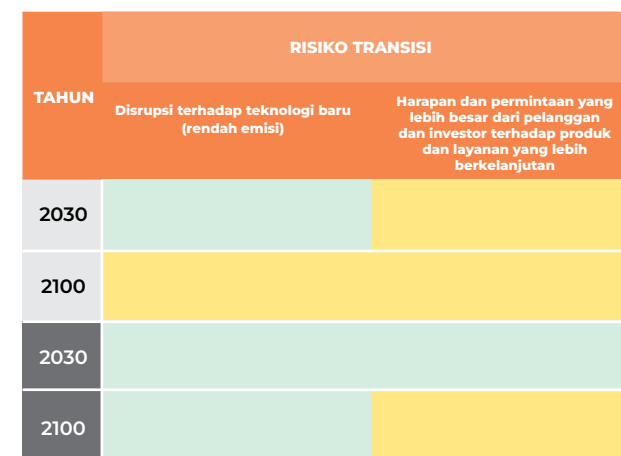 RISIKO TRANSISI
TAHUN
Disrupsi terhadap teknologi baru
(rendah emisi)
Harapan dan permintaan yang
lebih besar dari pelanggan
dan investor terhadap produk
dan layanan yang lebih
berkelanjutan
2030
2100
2030
2100